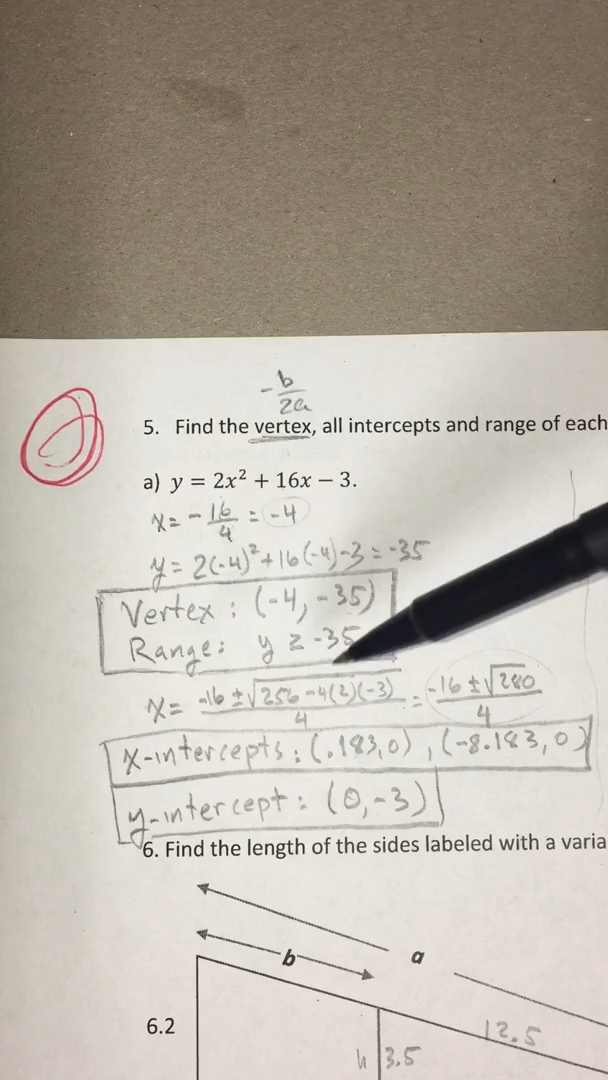 -b/2a
5. Find the vertex, all intercepts and range of each
a) y = 2x² + 16x − 3.
x= -16/4 = -4
y= 2(-4)²+16(-4)-3 = -35
Vertex: (-4, -35)
Range: y ≥ -35
x= -16±√256-4(2)(-3)/4 = -16±√280/4
x-intercepts: (.183,0), (-8.183,0)
y-intercept: (0,-3)
6. Find the length of the sides labeled with a varia
a
b
6.2
12.5
h 3.5